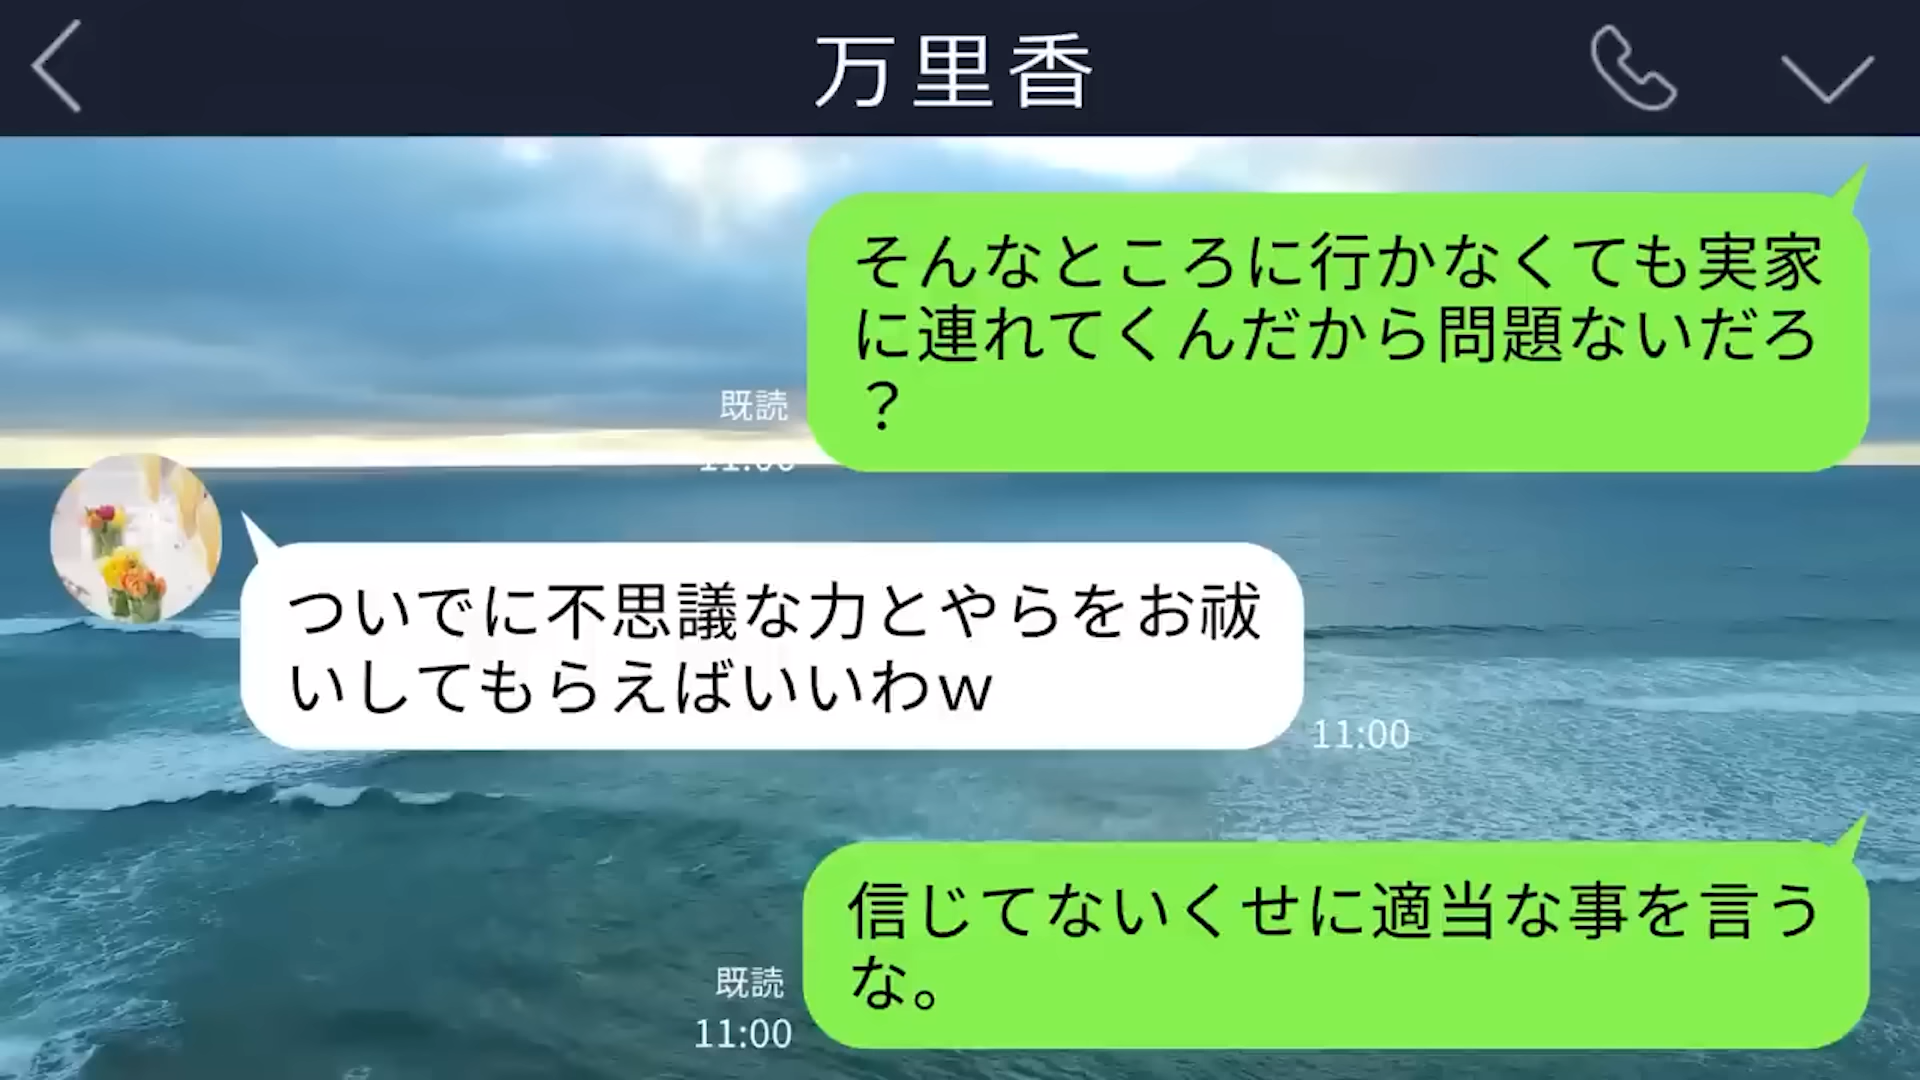 万里香
そんなところに行かなくても実家
に連れてくんだから問題ないだろ
？
既読
11:00
ついでに不思議な力とやらをお祓
いしてもらえばいいわｗ
11:00
信じてないくせに適当な事を言う
な。
既読
11:00